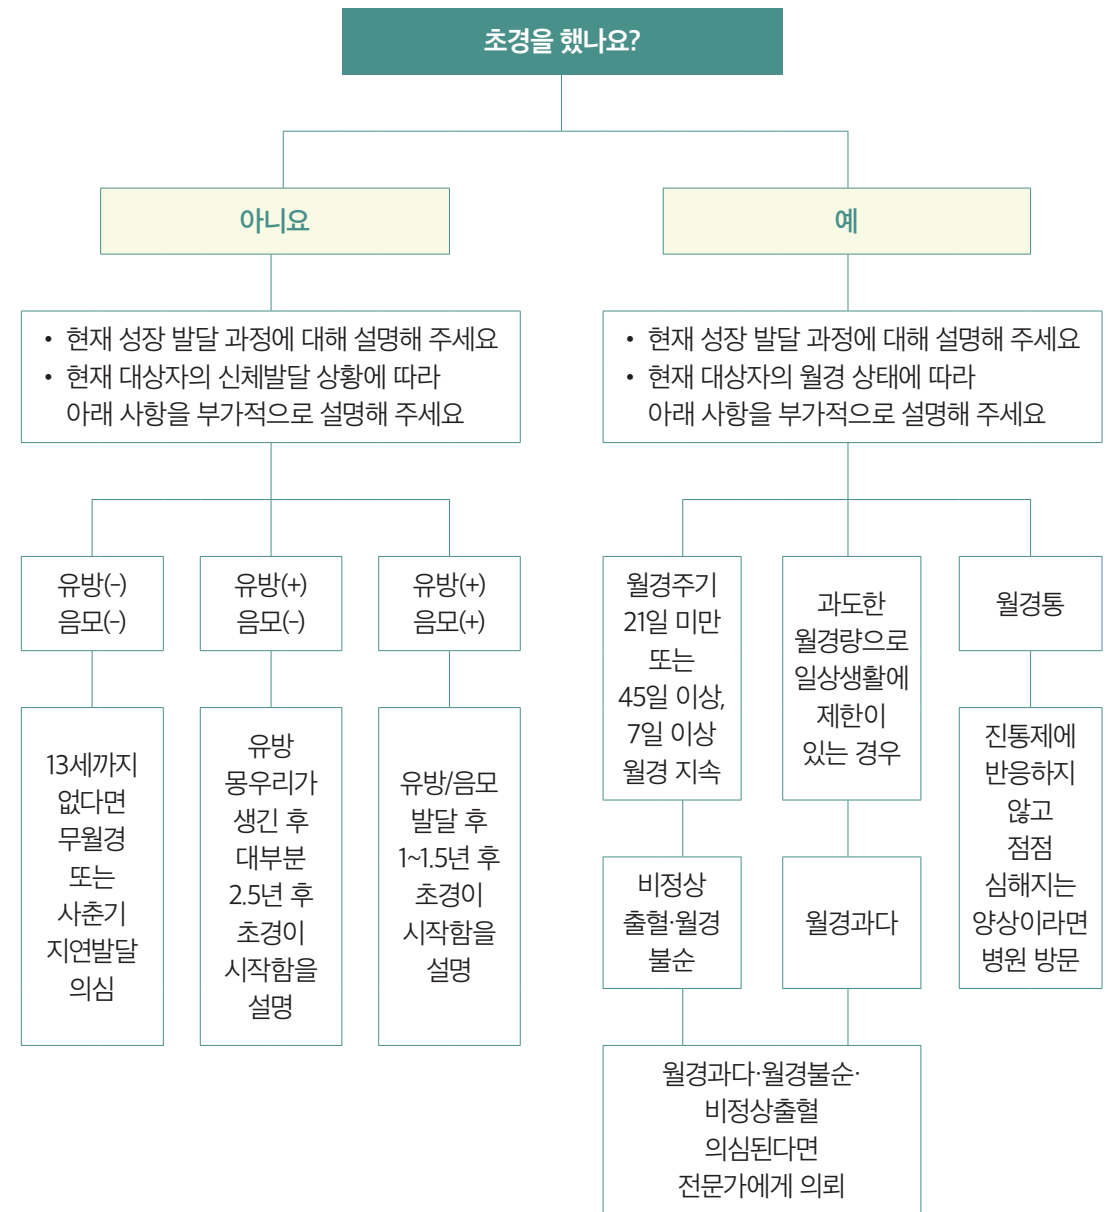 초경을 했나요?
아니요
예
• 현재 성장 발달 과정에 대해 설명해 주세요
• 현재 대상자의 신체발달 상황에 따라
아래 사항을 부가적으로 설명해 주세요
• 현재 성장 발달 과정에 대해 설명해 주세요
• 현재 대상자의 월경 상태에 따라
아래 사항을 부가적으로 설명해 주세요
유방(-)
음모(-)
유방(+)
음모(-)
유방(+)
음모(+)
월경주기
21일 미만
또는
45일 이상,
7일 이상
월경 지속
과도한
월경량으로
일상생활에
제한이
있는 경우
월경통
13세까지
없다면
무월경
또는
사춘기
지연발달
의심
유방
몽우리가
생긴 후
대부분
2.5년 후
초경이
시작함을
설명
유방/음모
발달 후
1~1.5년 후
초경이
시작함을
설명
비정상
출혈·월경
불순
월경과다
진통제에
반응하지
않고
점점
심해지는
양상이라면
병원 방문
월경과다·월경불순·
비정상출혈
의심된다면
전문가에게 의뢰